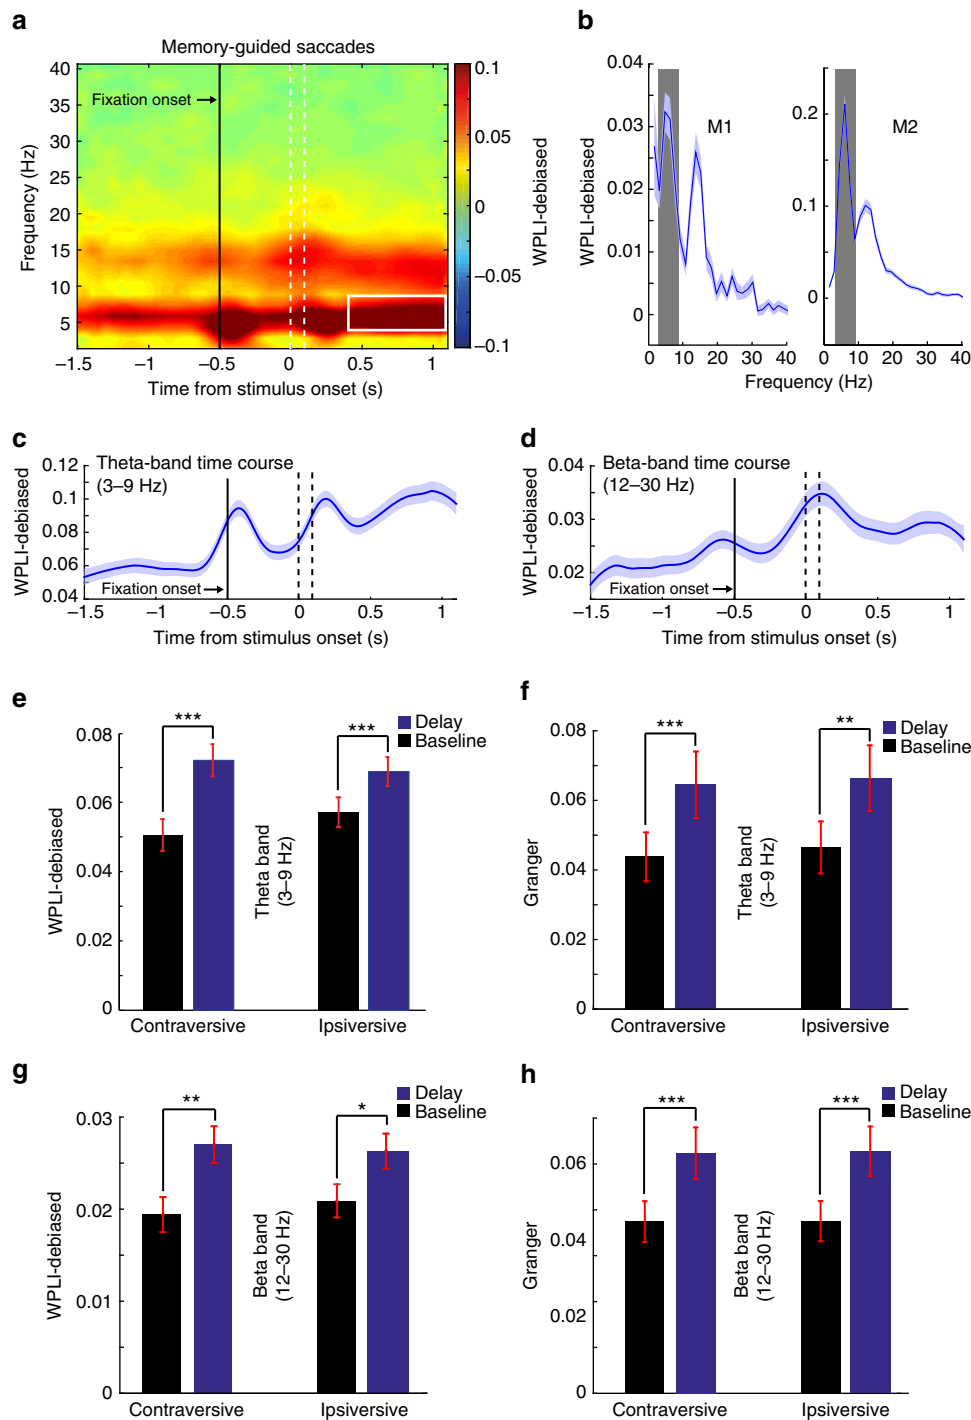 a
Memory-guided saccades
40
35
30
25
20
15
10
5
Frequency (Hz)
Fixation onset
–1.5
–1
–0.5
0
0.5
1
Time from stimulus onset (s)
0.1
0.05
0
–0.05
–0.1
WPLI-debiased
b
WPLI-debiased
0.04
0.03
0.02
0.01
0
M1
0 10 20 30 40
0.2
0.1
0
M2
0 10 20 30 40
Frequency (Hz)
c
WPLI-debiased
0.12
0.1
0.08
0.06
0.04
Theta-band time course
(3–9 Hz)
Fixation onset
–1.5 –1 –0.5 0 0.5 1
Time from stimulus onset (s)
d
WPLI-debiased
0.04
0.03
0.02
Beta-band time course
(12–30 Hz)
Fixation onset
–1.5 –1 –0.5 0 0.5 1
Time from stimulus onset (s)
e
WPLI-debiased
0.08
0.06
0.04
0.02
0
***
***
Delay
Baseline
Theta band
(3–9 Hz)
Contraversive
Ipsiversive
f
Granger
0.08
0.06
0.04
0.02
0
***
**
Delay
Baseline
Theta band
(3–9 Hz)
Contraversive
Ipsiversive
g
WPLI-debiased
0.03
0.02
0.01
0
**
*
Delay
Baseline
Beta band
(12–30 Hz)
Contraversive
Ipsiversive
h
Granger
0.06
0.04
0.02
0
***
***
Delay
Baseline
Beta band
(12–30 Hz)
Contraversive
Ipsiversive